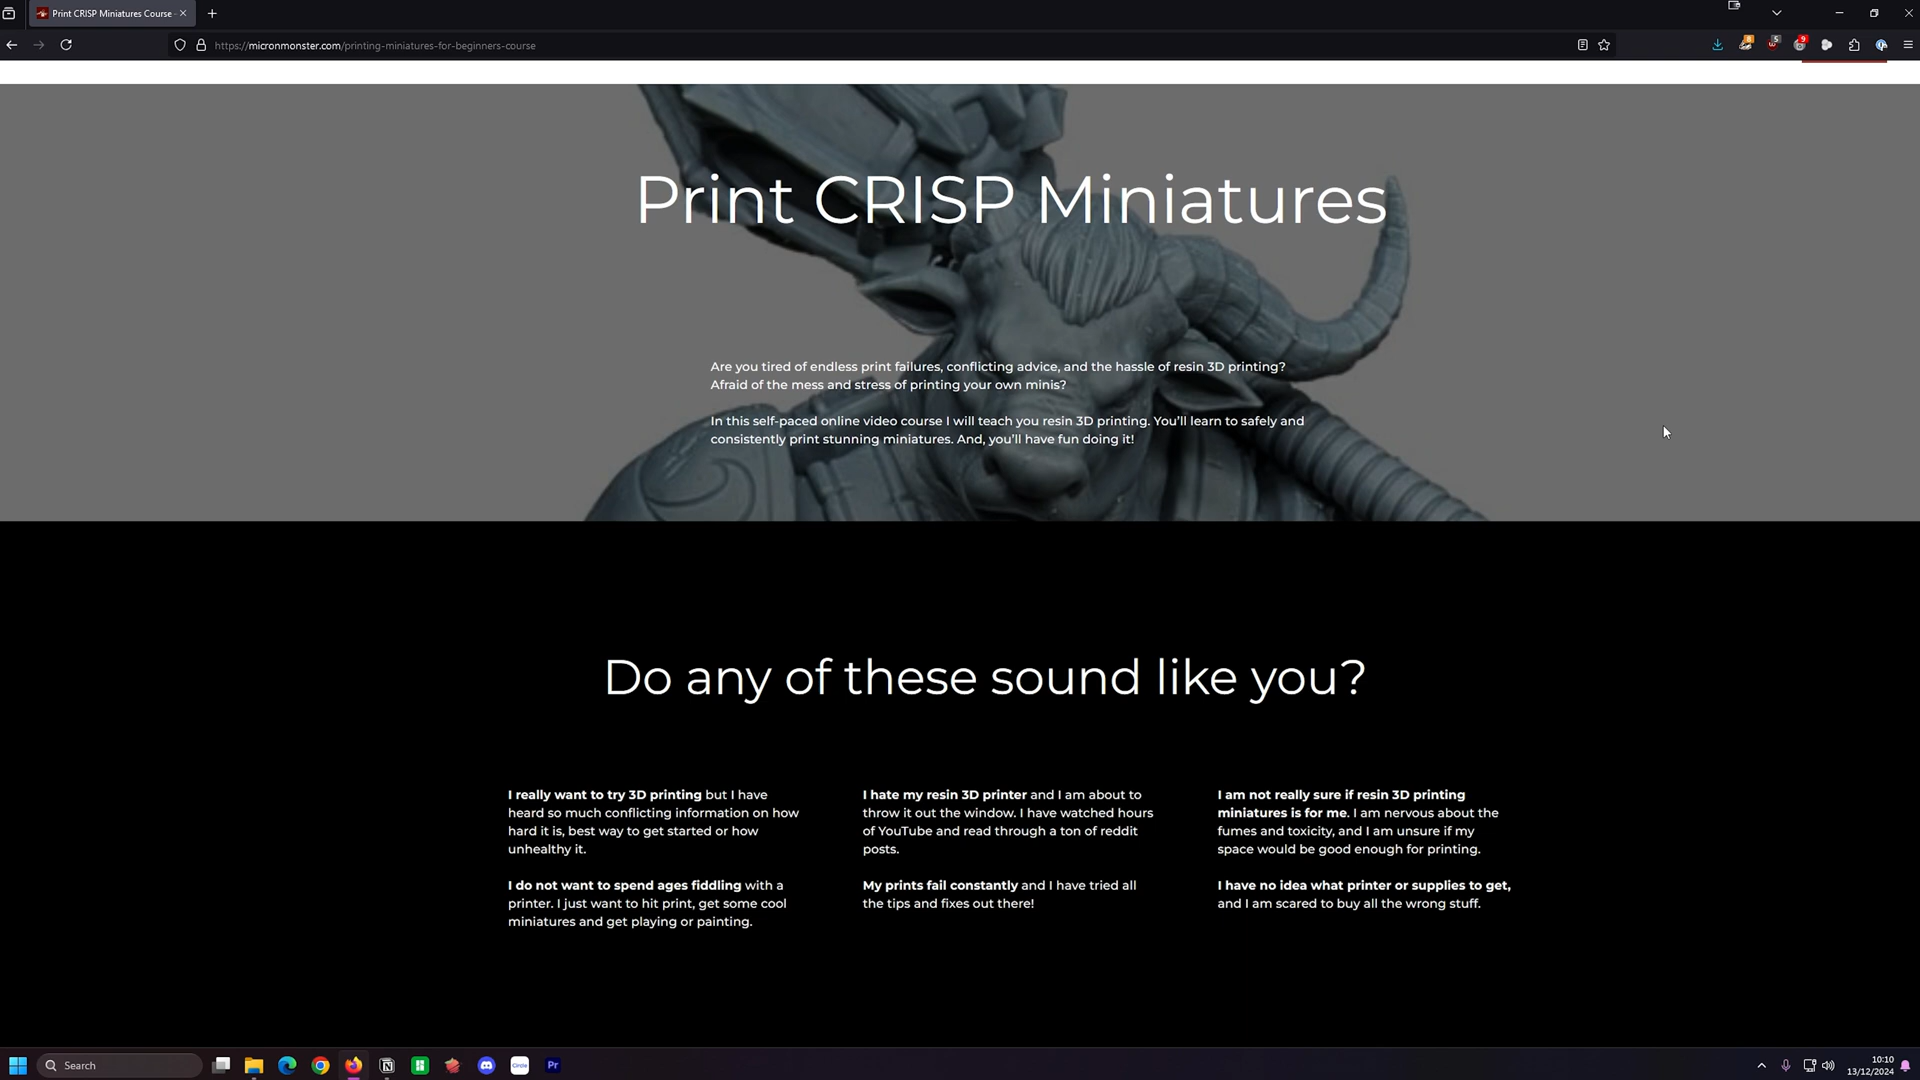 Print CRISP Miniatures Course -
https://micronmonster.com/printing-miniatures-for-beginners-course
8
5
9
Print CRISP Miniatures
Are you tired of endless print failures, conflicting advice, and the hassle of resin 3D printing?
Afraid of the mess and stress of printing your own minis?
In this self-paced online video course I will teach you resin 3D printing. You’ll learn to safely and
consistently print stunning miniatures. And, you’ll have fun doing it!
Do any of these sound like you?
I really want to try 3D printing but I have
heard so much conflicting information on how
hard it is, best way to get started or how
unhealthy it.
I do not want to spend ages fiddling with a
printer. I just want to hit print, get some cool
miniatures and get playing or painting.
I hate my resin 3D printer and I am about to
throw it out the window. I have watched hours
of YouTube and read through a ton of reddit
posts.
My prints fail constantly and I have tried all
the tips and fixes out there!
I am not really sure if resin 3D printing
miniatures is for me. I am nervous about the
fumes and toxicity, and I am unsure if my
space would be good enough for printing.
I have no idea what printer or supplies to get,
and I am scared to buy all the wrong stuff.
Search
Circle
Pr
10:10
13/12/2024